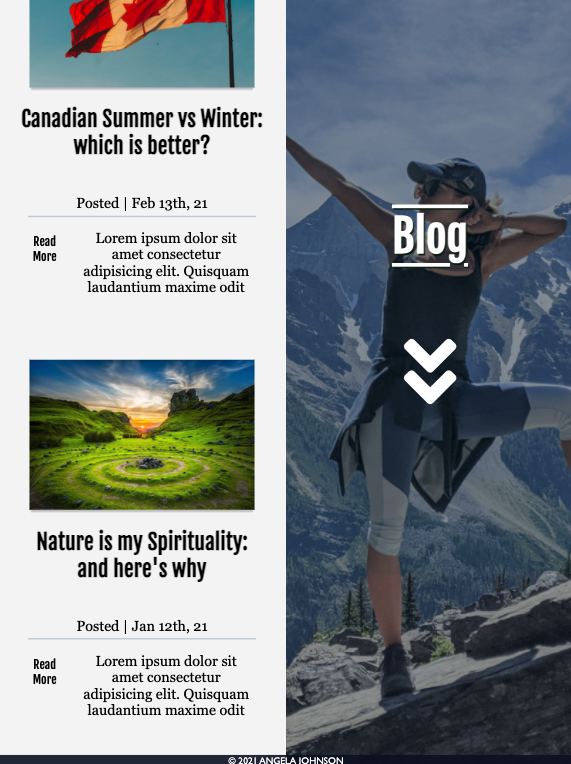 Canadian Summer vs Winter:
which is better?
Posted | Feb 13th, 21
Read
More
Lorem ipsum dolor sit
amet consectetur
adipisicing elit. Quisquam
laudantium maxime odit
Nature is my Spirituality:
and here's why
Posted | Jan 12th, 21
Read
More
Lorem ipsum dolor sit
amet consectetur
adipisicing elit. Quisquam
laudantium maxime odit
Blog
© 2021 ANGELA JOHNSON